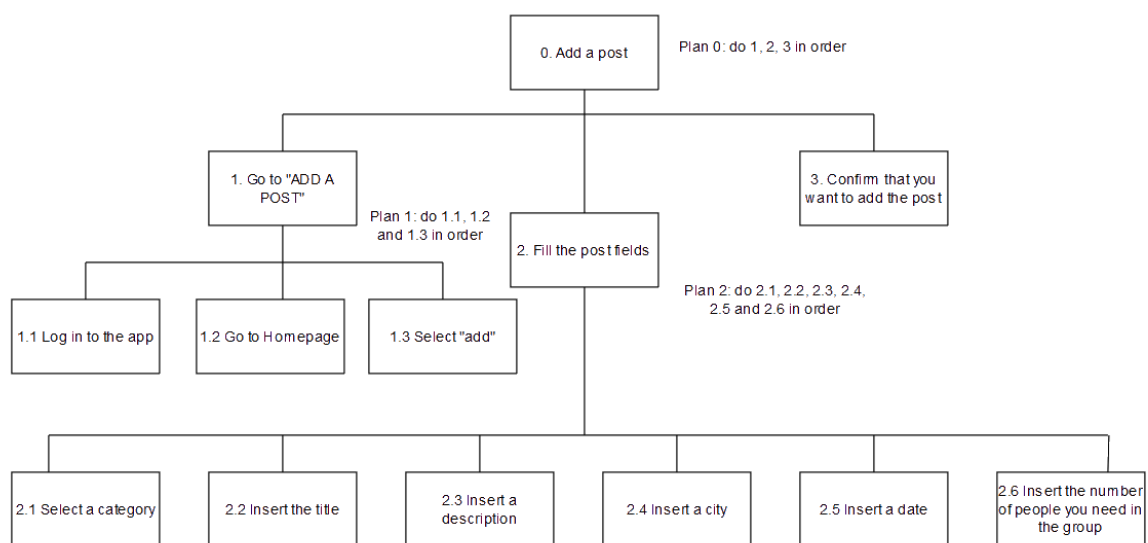 0. Add a post
Plan 0: do 1, 2, 3 in order
1. Go to "ADD A
POST"
3. Confirm that you
want to add the post
Plan 1: do 1.1, 1.2
and 1.3 in order
2. Fill the post fields
Plan 2: do 2.1, 2.2, 2.3, 2.4,
2.5 and 2.6 in order
1.1 Log in to the app
1.2 Go to Homepage
1.3 Select "add"
2.1 Select a category
2.2 Insert the title
2.3 Insert a
description
2.4 Insert a city
2.5 Insert a date
2.6 Insert the number
of people you need in
the group